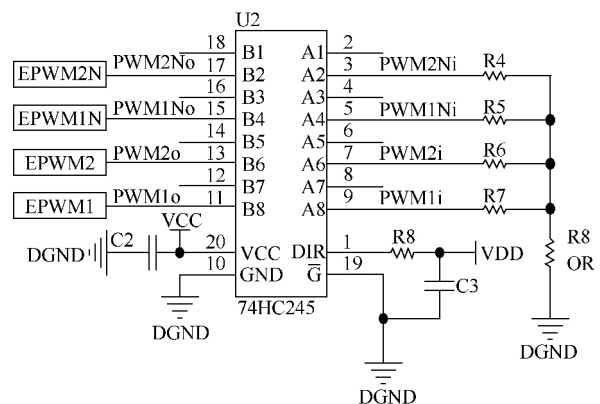 U2
18 B1 A1 2
EPWM2N PWM2No 17 B2 A2 3 PWM2Ni R4
16 B3 A3 4
EPWM1N PWM1No 15 B4 A4 5 PWM1Ni R5
14 B5 A5 6
EPWM2 PWM2o 13 B6 A6 7 PWM2i R6
12 B7 A7 8
EPWM1 PWM1o 11 B8 A8 9 PWM1i R7
VCC
DGND C2 20 VCC DIR 1 R8 VDD R8
10 GND G 19 OR
C3
DGND 74HC245 DGND
DGND